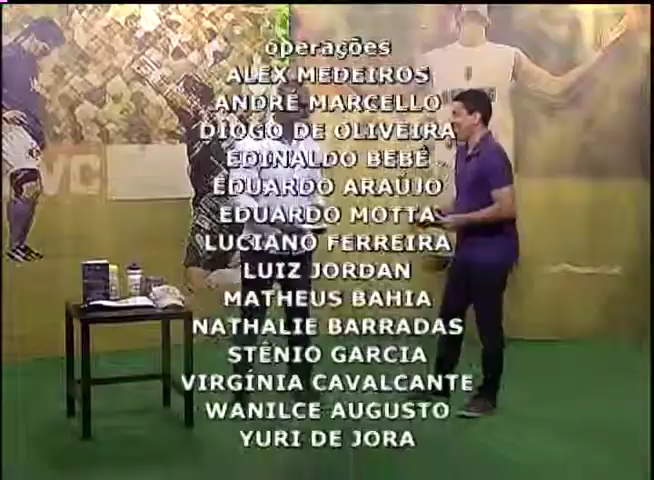 operações
ALEX MEDEIROS
ANDRÉ MARCELLO
DIOGO DE OLIVEIRA
EDINALDO BEBÊ
EDUARDO ARAÚJO
EDUARDO MOTTA
LUCIANO FERREIRA
LUIZ JORDAN
MATHEUS BAHIA
NATHALIE BARRADAS
STÊNIO GARCIA
VIRGÍNIA CAVALCANTE
WANILCE AUGUSTO
YURI DE JORA